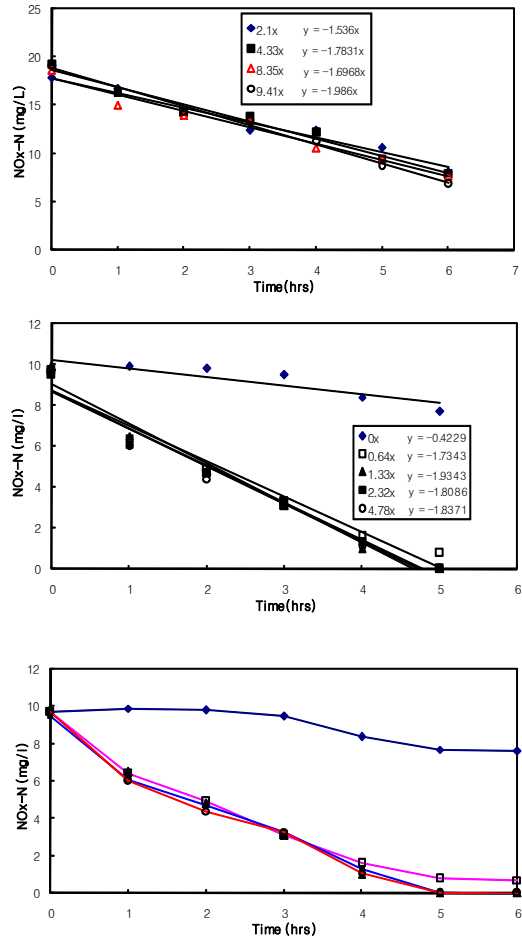 25
20
15
10
5
0
NOx-N (mg/L)
2.1x y = -1.536x
4.33x y = -1.7831x
8.35x y = -1.6968x
9.41x y = -1.986x
0 1 2 3 4 5 6 7
Time(hrs)
12
10
8
6
4
2
0
NOx-N (mg/l)
0x y = -0.4229
0.64x y = -1.7343
1.33x y = -1.9343
2.32x y = -1.8086
4.78x y = -1.8371
0 1 2 3 4 5 6
Time(hrs)
12
10
8
6
4
2
0
NOx-N (mg/l)
0 1 2 3 4 5 6
Time (hrs)